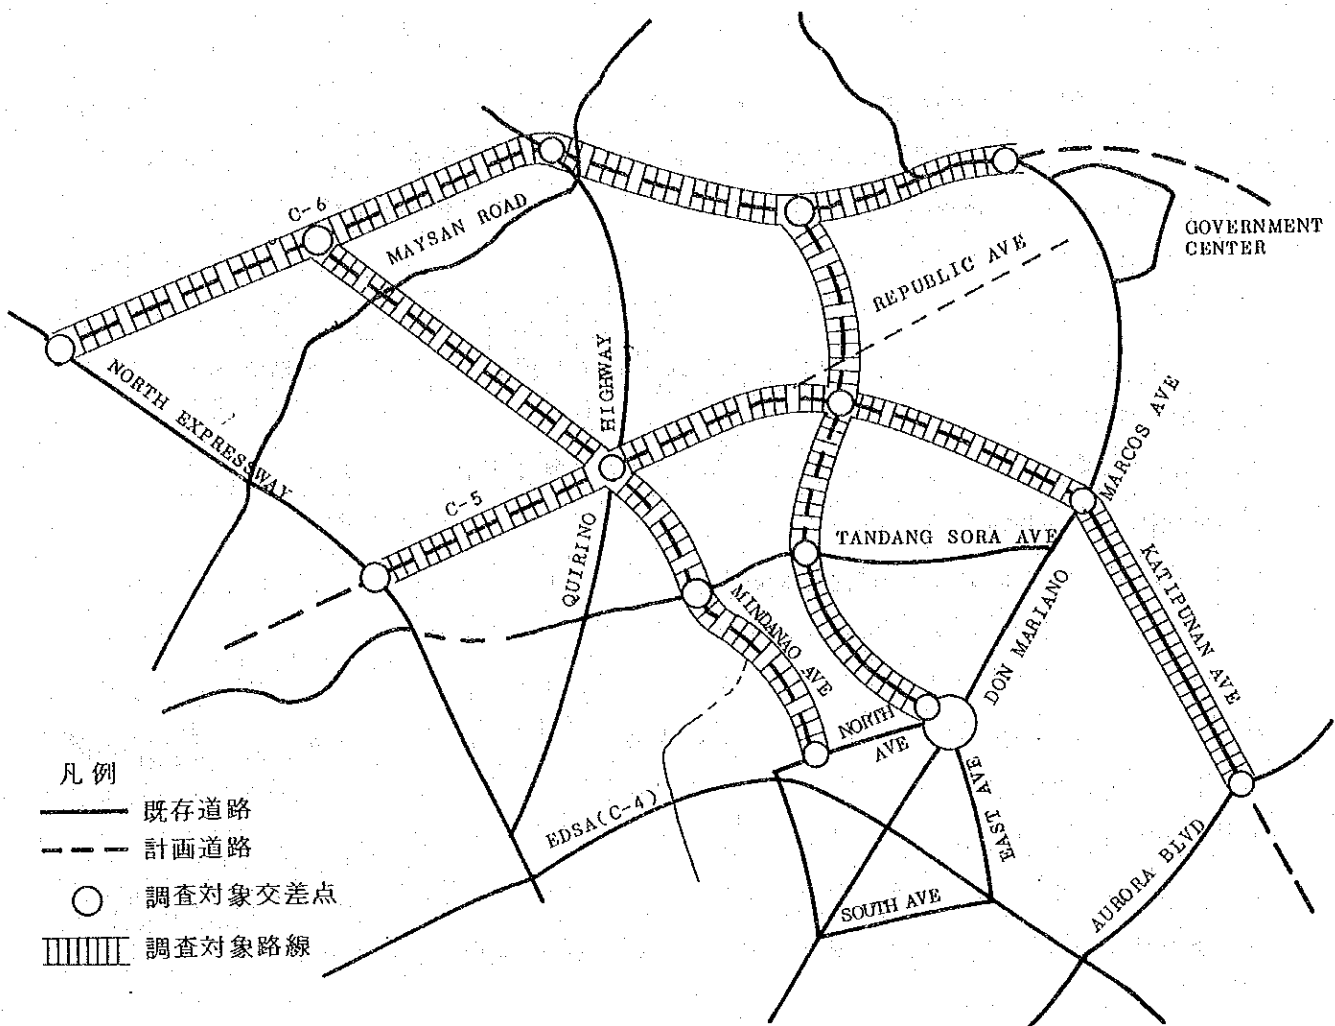 C-6
MAYSAN ROAD
REPUBLIC AVE
GOVERNMENT
CENTER
NORTH EXPRESSWAY
HIGHWAY
MARCOS AVE
C-5
QUIRINO
TANDANG SORA AVE
KATIPUNAN AVE
MINDANAO AVE
DON MARIANO
NORTH
AVE
EAST AVE
EDSA(C-4)
SOUTH AVE
AURORA BLVD
凡例
既存道路
計画道路
調査対象交差点
調査対象路線